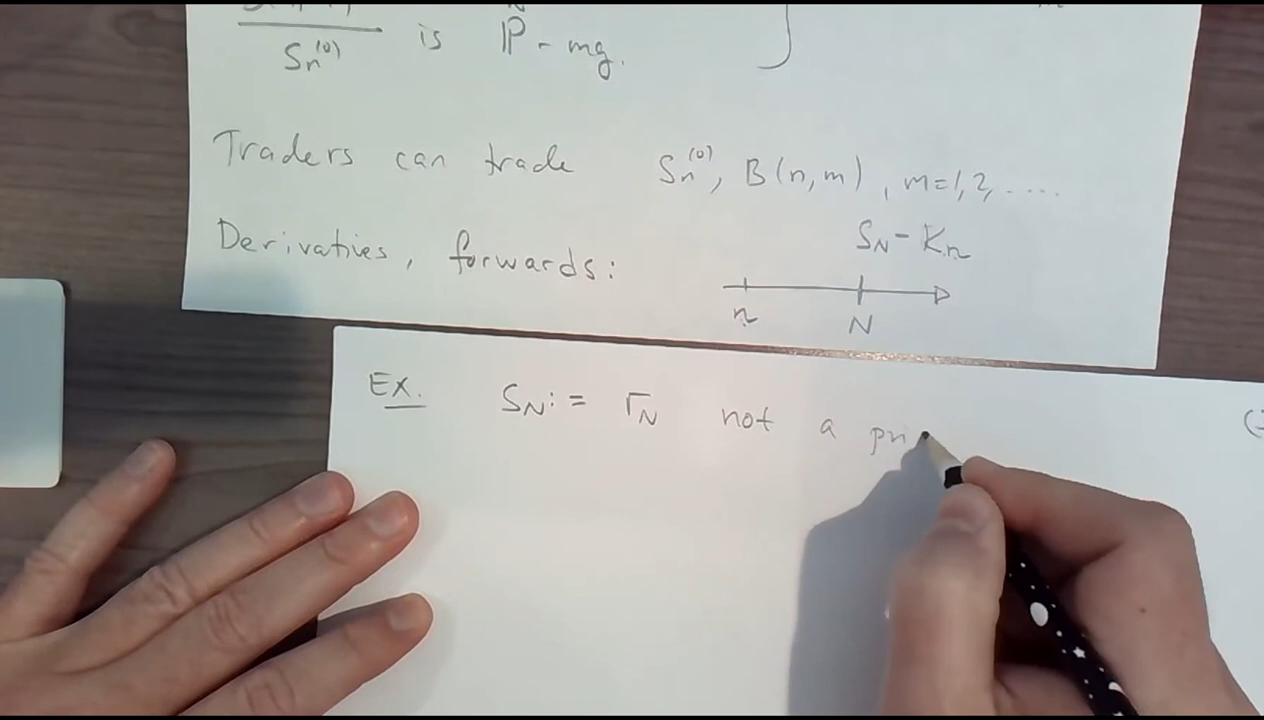 Sn⁽⁰⁾ is P - mg.
Traders can trade Sn⁽⁰⁾, B(n,m), m=1,2, ....
Derivaties, forwards: SN - Kn
n N
EX. SN := rN not a pri